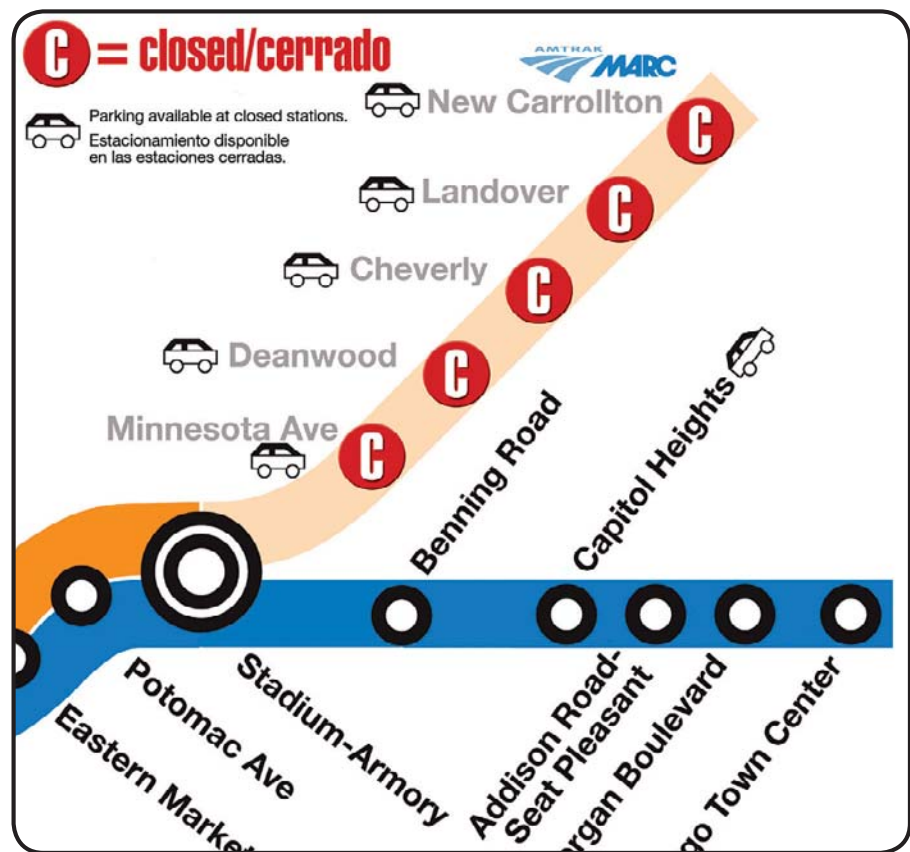 C = closed/cerrado
Parking available at closed stations.
Estacionamiento disponible
en las estaciones cerradas.
AMTRAK
MARC
New Carrollton
C
Landover
C
Cheverly
C
Deanwood
C
Minnesota Ave
C
Benning Road
Capitol Heights
Stadium-Armory
Potomac Ave
Eastern Market
Addison Road-
Seat Pleasant
organ Boulevard
go Town Center